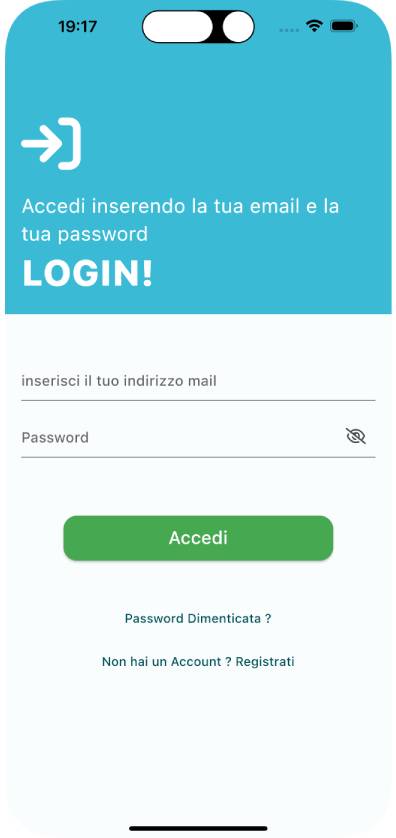 19:17
Accedi inserendo la tua email e la
tua password
LOGIN!
inserisci il tuo indirizzo mail
Password
Accedi
Password Dimenticata ?
Non hai un Account ? Registrati